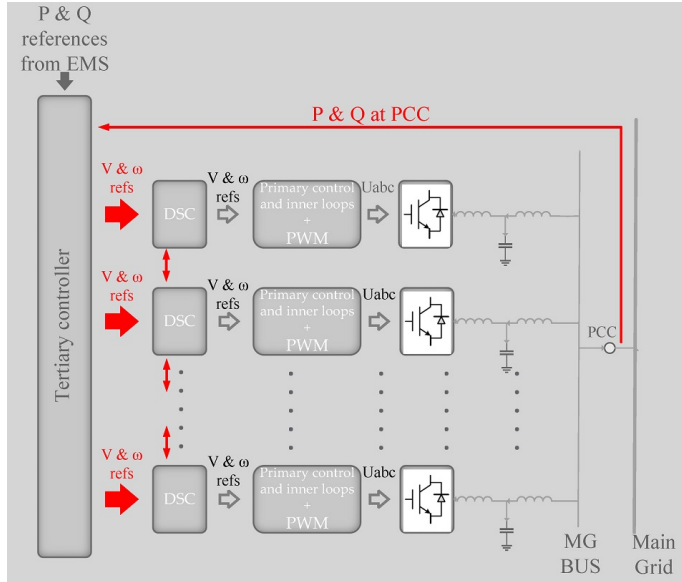 P & Q
references
from EMS
P & Q at PCC
Tertiary controller
V & ω
refs
DSC
V & ω
refs
Primary control
and inner loops
+
PWM
Uabc
V & ω
refs
DSC
V & ω
refs
Primary control
and inner loops
+
PWM
Uabc
PCC
V & ω
refs
DSC
V & ω
refs
Primary control
and inner loops
+
PWM
Uabc
MG
BUS
Main
Grid